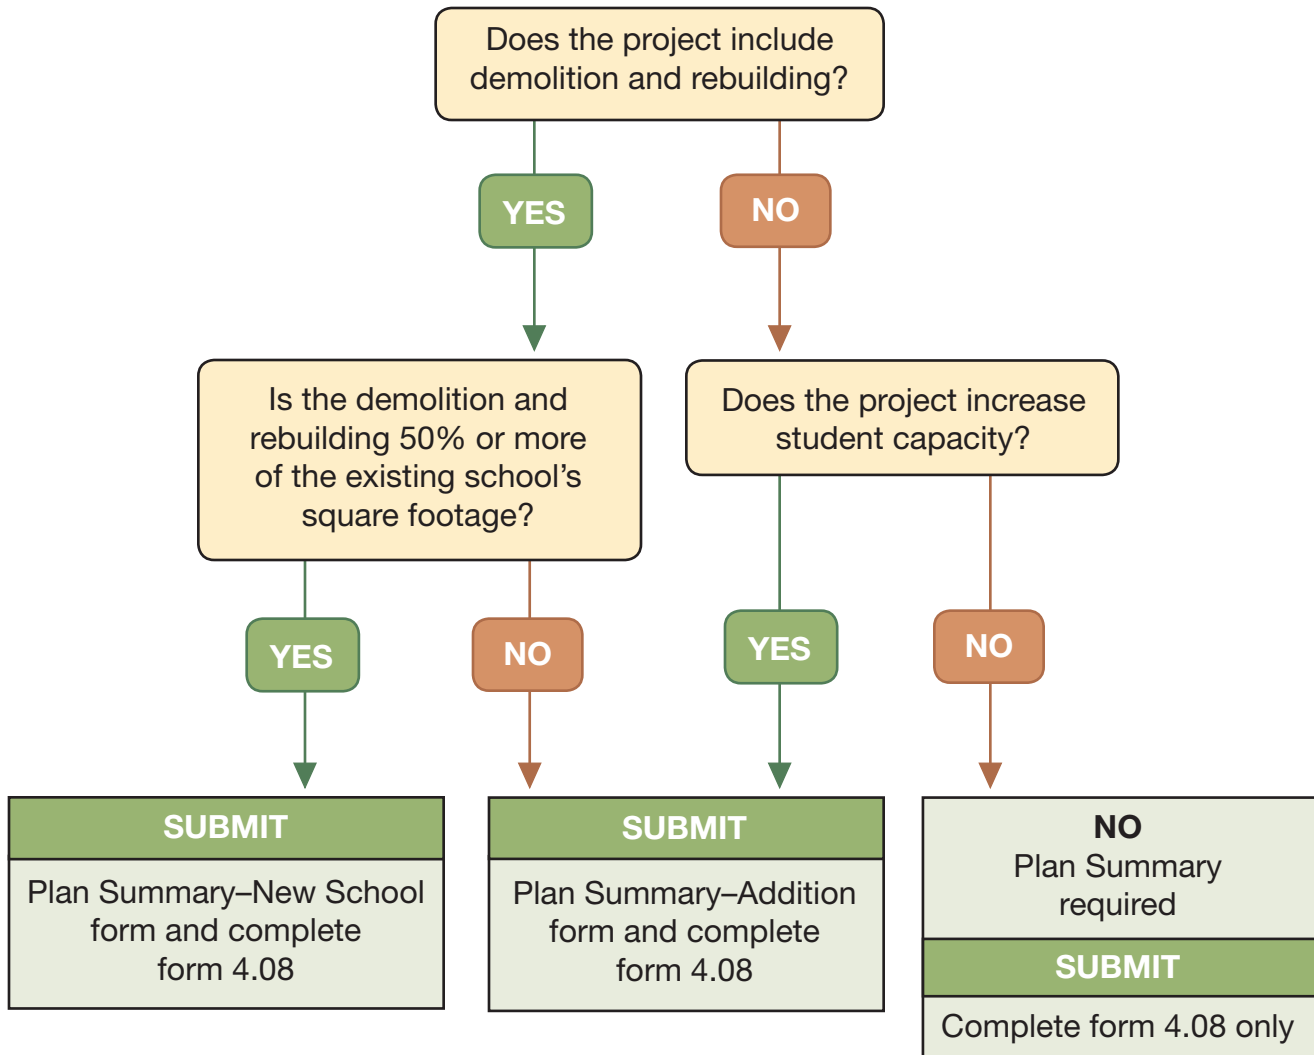 Does the project include
demolition and rebuilding?
YES
NO
Is the demolition and
rebuilding 50% or more
of the existing school’s
square footage?
Does the project increase
student capacity?
YES
NO
YES
NO
SUBMIT
Plan Summary–New School
form and complete
form 4.08
SUBMIT
Plan Summary–Addition
form and complete
form 4.08
NO
Plan Summary
required
SUBMIT
Complete form 4.08 only